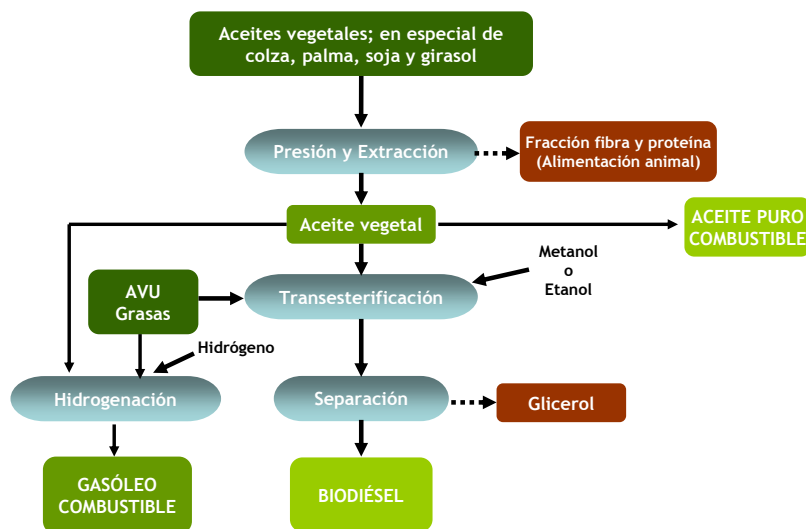 Aceites vegetales; en especial de
colza, palma, soja y girasol
Presión y Extracción
Fracción fibra y proteína
(Alimentación animal)
Aceite vegetal
ACEITE PURO
COMBUSTIBLE
Metanol
o
Etanol
AVU
Grasas
Transesterificación
Hidrógeno
Hidrogenación
Separación
Glicerol
GASÓLEO
COMBUSTIBLE
BIODIÉSEL